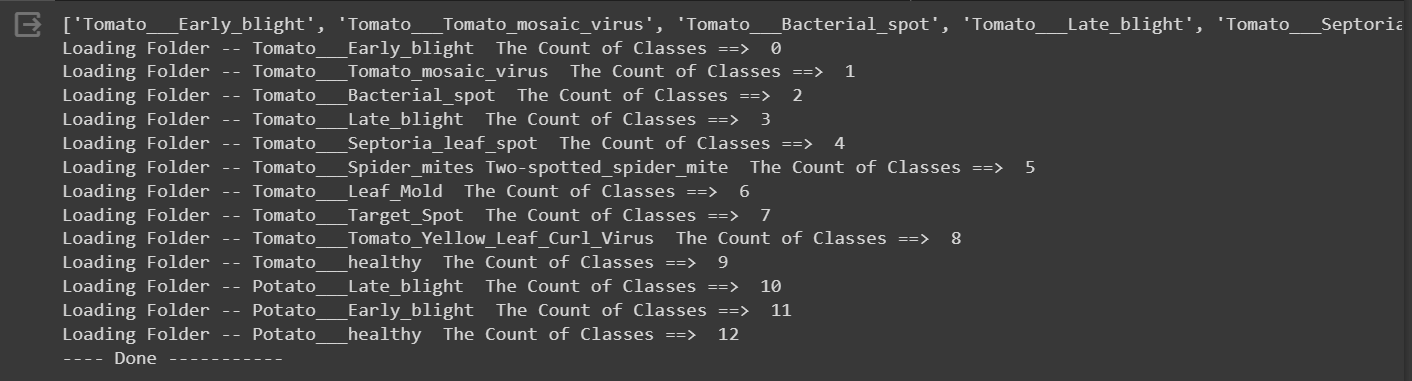 ['Tomato___Early_blight', 'Tomato___Tomato_mosaic_virus', 'Tomato___Bacterial_spot', 'Tomato___Late_blight', 'Tomato___Septoria
Loading Folder -- Tomato___Early_blight  The Count of Classes ==>  0
Loading Folder -- Tomato___Tomato_mosaic_virus  The Count of Classes ==>  1
Loading Folder -- Tomato___Bacterial_spot  The Count of Classes ==>  2
Loading Folder -- Tomato___Late_blight  The Count of Classes ==>  3
Loading Folder -- Tomato___Septoria_leaf_spot  The Count of Classes ==>  4
Loading Folder -- Tomato___Spider_mites Two-spotted_spider_mite  The Count of Classes ==>  5
Loading Folder -- Tomato___Leaf_Mold  The Count of Classes ==>  6
Loading Folder -- Tomato___Target_Spot  The Count of Classes ==>  7
Loading Folder -- Tomato___Tomato_Yellow_Leaf_Curl_Virus  The Count of Classes ==>  8
Loading Folder -- Tomato___healthy  The Count of Classes ==>  9
Loading Folder -- Potato___Late_blight  The Count of Classes ==>  10
Loading Folder -- Potato___Early_blight  The Count of Classes ==>  11
Loading Folder -- Potato___healthy  The Count of Classes ==>  12
---- Done -----------